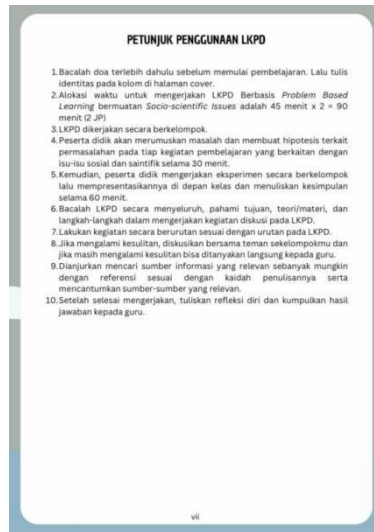 PETUNJUK PENGGUNAAN LKPD
1. Bacalah doa terlebih dahulu sebelum memulai pembelajaran. Lalu tulis
identitas pada kolom di halaman cover.
2. Alokasi waktu untuk mengerjakan LKPD Berbasis Problem Based
Learning bermuatan Socio-scientific Issues adalah 45 menit x 2 = 90
menit (2 JP)
3. LKPD dikerjakan secara berkelompok.
4. Peserta didik akan merumuskan masalah dan membuat hipotesis terkait
permasalahan pada tiap kegiatan pembelajaran yang berkaitan dengan
isu-isu sosial dan saintifik selama 30 menit.
5. Kemudian, peserta didik mengerjakan eksperimen secara berkelompok
lalu mempresentasikannya di depan kelas dan menuliskan kesimpulan
selama 60 menit.
6. Bacalah LKPD secara menyeluruh, pahami tujuan, teori/materi, dan
langkah-langkah dalam mengerjakan kegiatan diskusi pada LKPD.
7. Lakukan kegiatan secara berurutan sesuai dengan urutan pada LKPD.
8. Jika mengalami kesulitan, diskusikan bersama teman sekelompokmu dan
jika masih mengalami kesulitan bisa ditanyakan langsung kepada guru.
9. Dianjurkan mencari sumber informasi yang relevan sebanyak mungkin
dengan referensi sesuai dengan kaidah penulisannya serta
mencantumkan sumber-sumber yang relevan.
10. Setelah selesai mengerjakan, tuliskan refleksi diri dan kumpulkan hasil
jawaban kepada guru.
vii